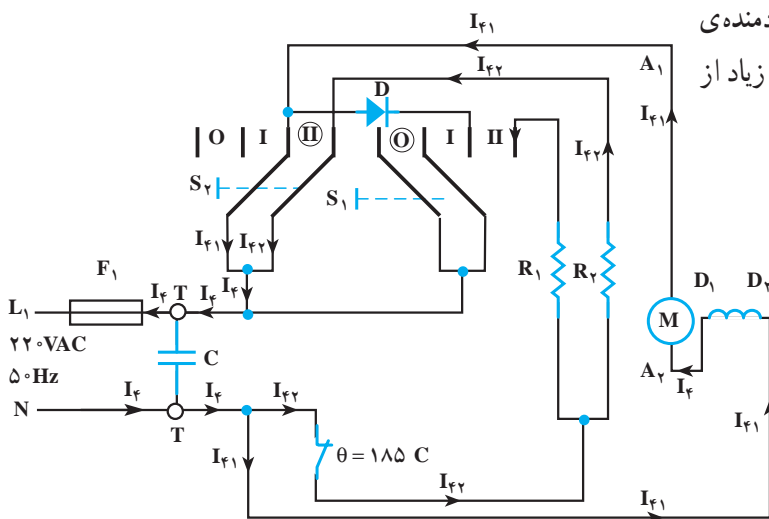 دمنده‌ی
زیاد از
I۴۱
A۱
I۴۲
D
I۴۱
O I II O I II
I۴۲
S۲
S۱
I۴۱ I۴۲
R۱ R۲
D۱ D۲
F۱
I۴ T I۴ I۴
L۱
M
۲۲۰VAC
C
A۲
۵۰Hz
I۴
N I۴ I۴ I۴۲
T
I۴۱
I۴۱ θ = ۱۸۵ C
I۴۲ I۴۱